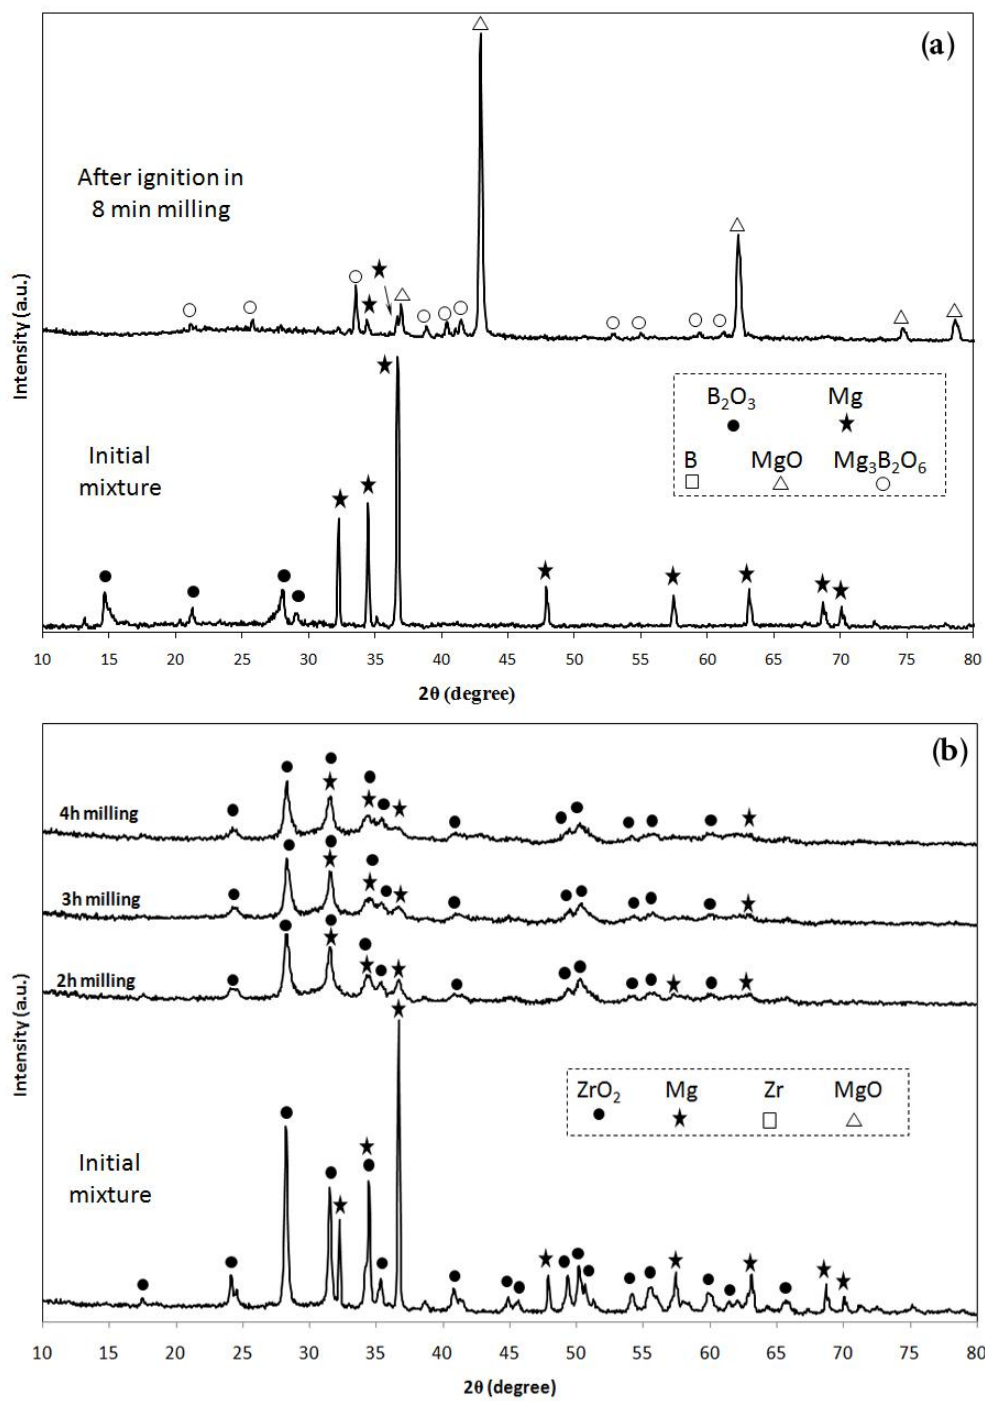 (a)
After ignition in
8 min milling
Intensity (a.u.)
B₂O₃ Mg
B MgO Mg₃B₂O₆
Initial
mixture
10 15 20 25 30 35 40 45 50 55 60 65 70 75 80
2θ (degree)
(b)
4h milling
3h milling
2h milling
Intensity (a.u.)
ZrO₂ Mg Zr MgO
Initial
mixture
10 15 20 25 30 35 40 45 50 55 60 65 70 75 80
2θ (degree)